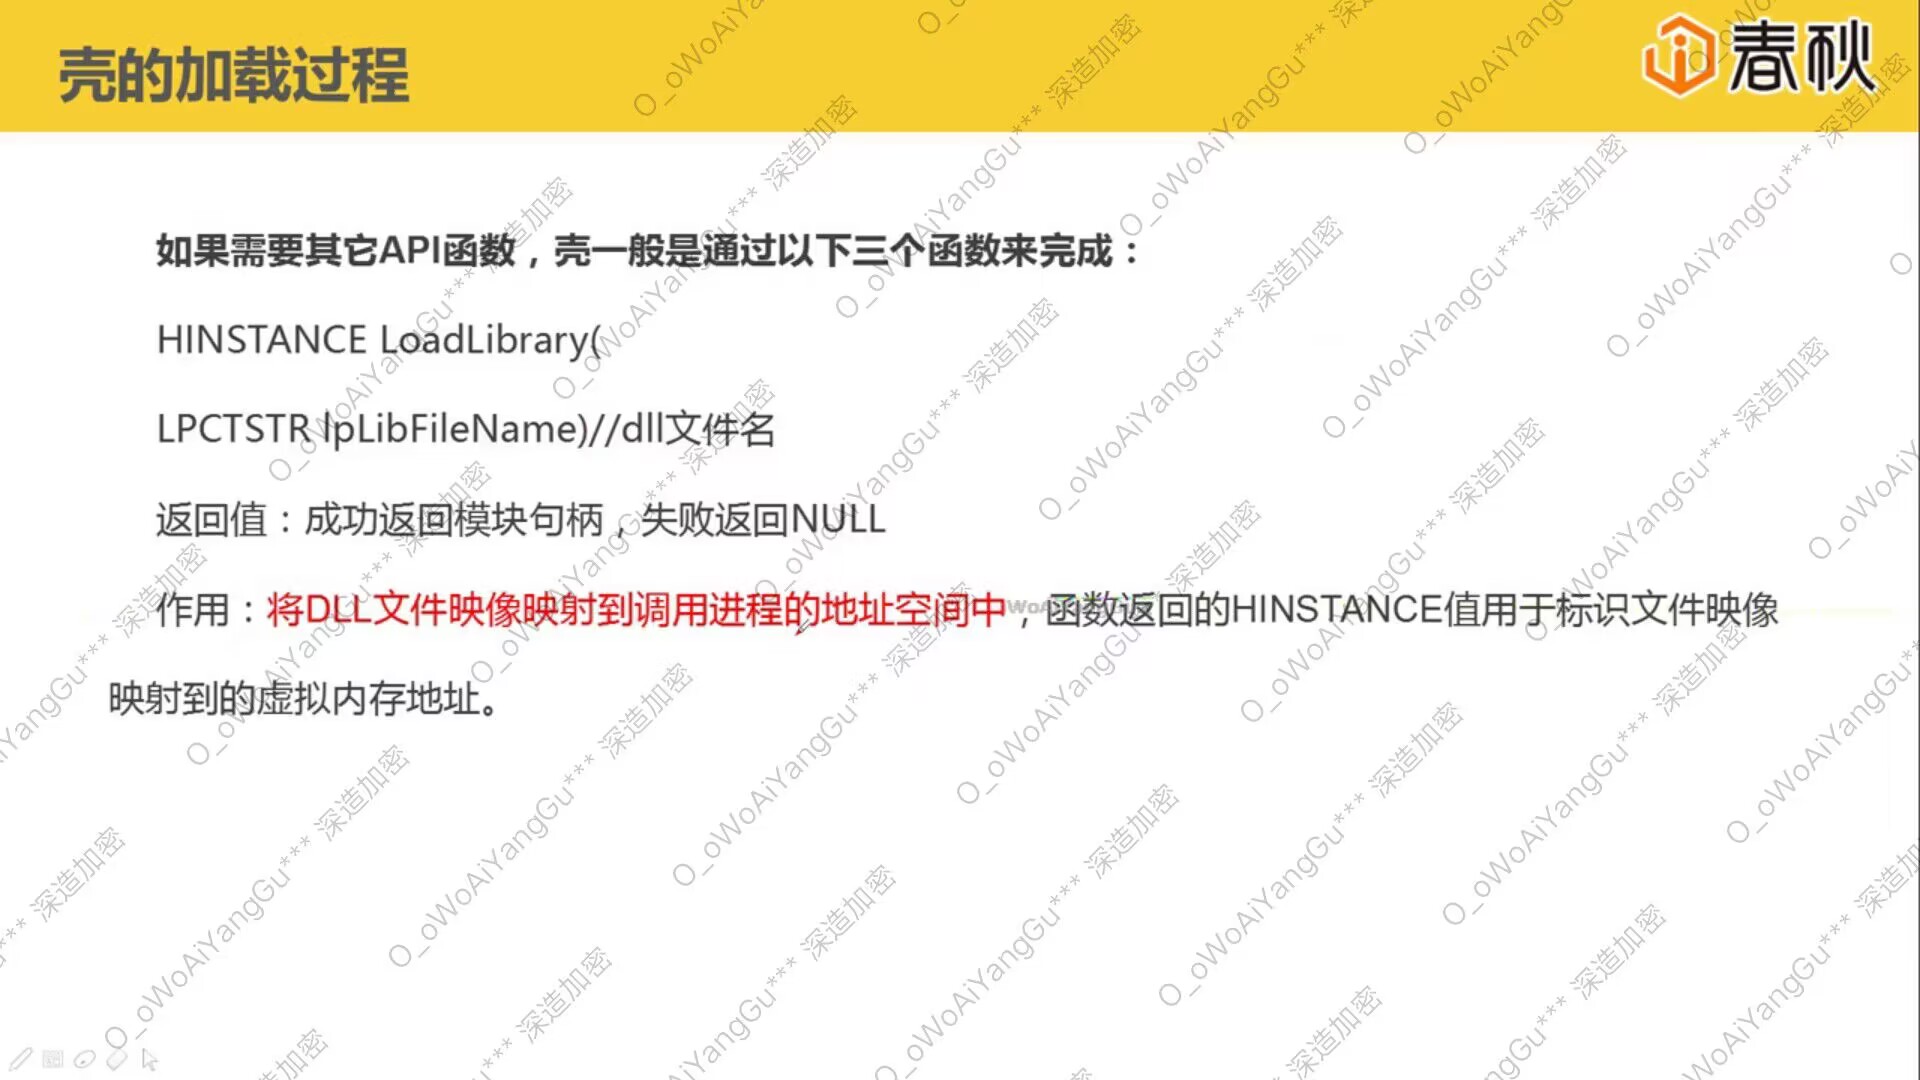 壳的加载过程
春秋
如果需要其它API函数，壳一般是通过以下三个函数来完成：
HINSTANCE LoadLibrary(
LPCTSTR lpLibFileName)//dll文件名
返回值：成功返回模块句柄，失败返回NULL
作用：将DLL文件映像映射到调用进程的地址空间中，函数返回的HINSTANCE值用于标识文件映像
映射到的虚拟内存地址。
O_oWoAiYangGu*** 深造加密